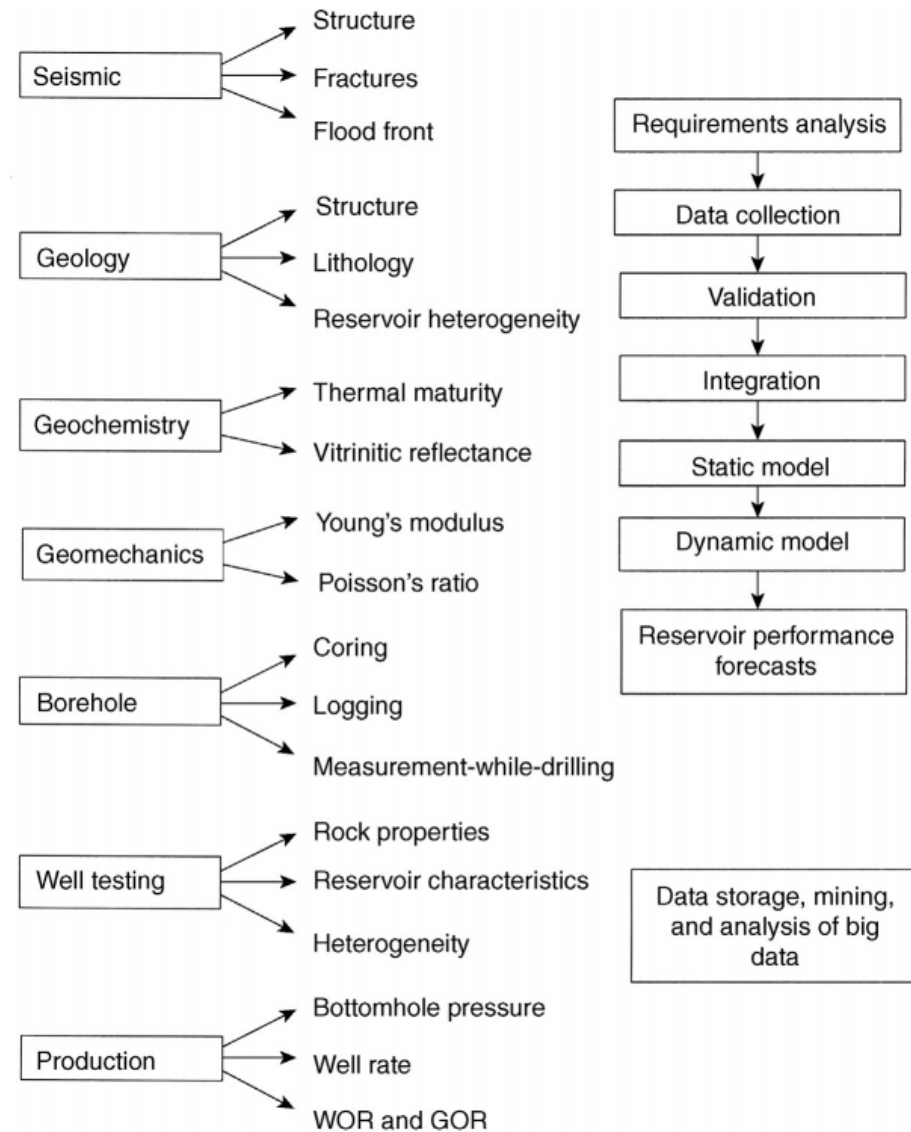 Seismic
Structure
Fractures
Flood front
Geology
Structure
Lithology
Reservoir heterogeneity
Geochemistry
Thermal maturity
Vitrinitic reflectance
Geomechanics
Young's modulus
Poisson's ratio
Borehole
Coring
Logging
Measurement-while-drilling
Well testing
Rock properties
Reservoir characteristics
Heterogeneity
Production
Bottomhole pressure
Well rate
WOR and GOR
Requirements analysis
Data collection
Validation
Integration
Static model
Dynamic model
Reservoir performance
forecasts
Data storage, mining,
and analysis of big
data